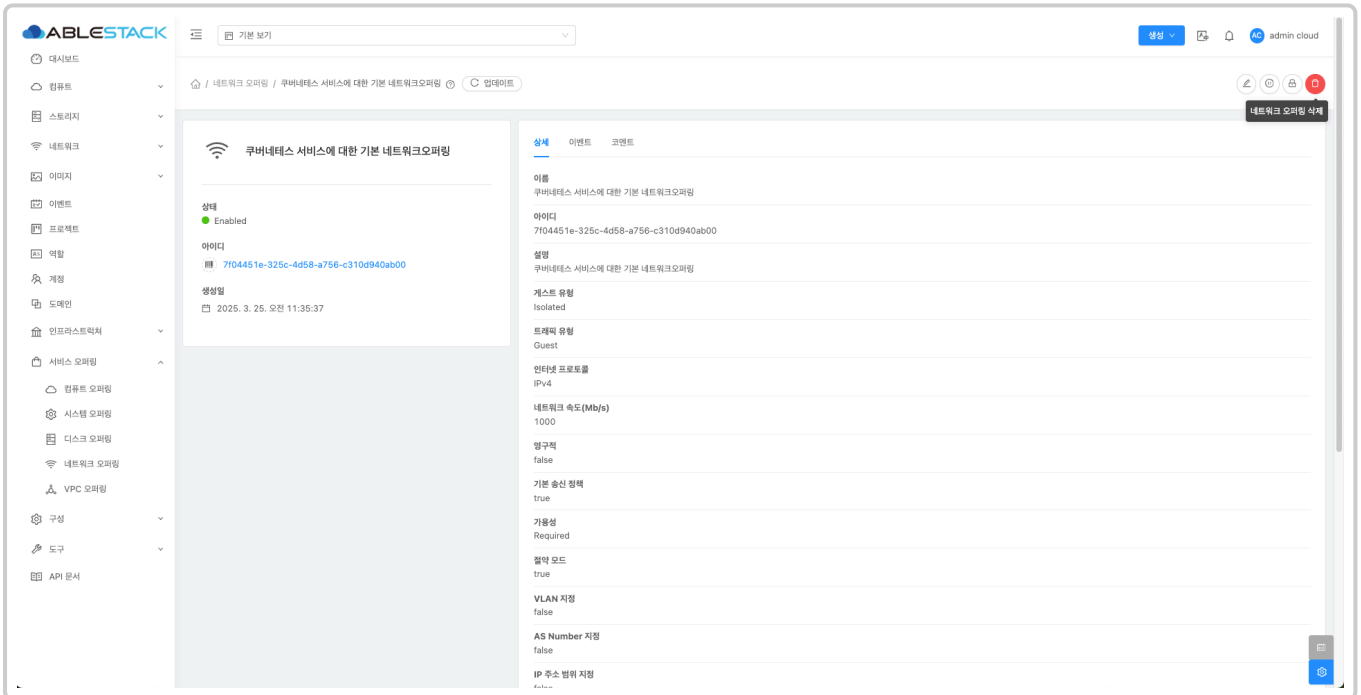 ABLESTACK
기본 보기
생성
AC admin cloud
대시보드
컴퓨트
스토리지
네트워크
이미지
이벤트
프로젝트
역할
계정
도메인
인프라스트럭쳐
서비스 오퍼링
컴퓨트 오퍼링
시스템 오퍼링
디스크 오퍼링
네트워크 오퍼링
VPC 오퍼링
구성
도구
API 문서
/ 네트워크 오퍼링 / 쿠버네테스 서비스에 대한 기본 네트워크오퍼링 업데이트
네트워크 오퍼링 삭제
쿠버네테스 서비스에 대한 기본 네트워크오퍼링
상태
Enabled
아이디
7f04451e-325c-4d58-a756-c310d940ab00
생성일
2025. 3. 25. 오전 11:35:37
상세 이벤트 코멘트
이름
쿠버네테스 서비스에 대한 기본 네트워크오퍼링
아이디
7f04451e-325c-4d58-a756-c310d940ab00
설명
쿠버네테스 서비스에 대한 기본 네트워크오퍼링
게스트 유형
Isolated
트래픽 유형
Guest
인터넷 프로토콜
IPv4
네트워크 속도(Mb/s)
1000
영구적
false
기본 송신 정책
true
가용성
Required
절약 모드
true
VLAN 지정
false
AS Number 지정
false
IP 주소 범위 지정
false